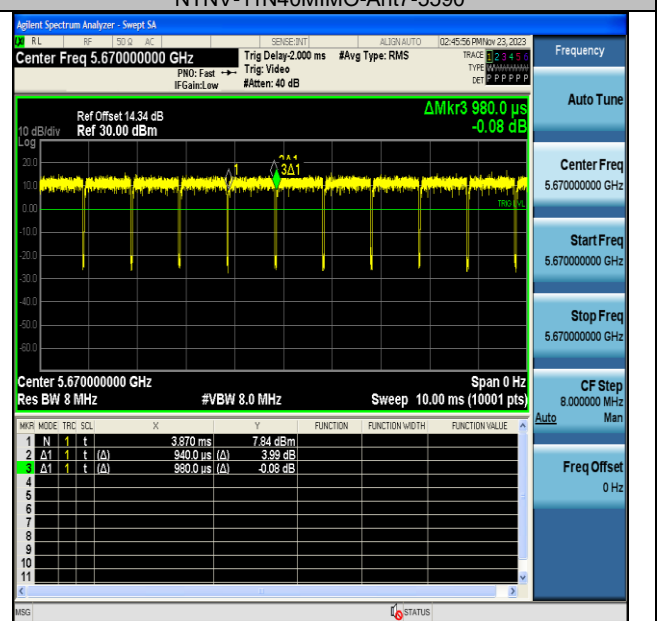 NTNV-11N40MIMO-Ant7-5590
Agilent Spectrum Analyzer - Swept SA
RL RF 50 Ω AC SENSE:INT ALIGN AUTO 02:45:56 PM Nov 23, 2023
Center Freq 5.670000000 GHz
PNO: Fast
IFGain:Low
Trig Delay-2.000 ms
Trig: Video
#Atten: 40 dB
#Avg Type: RMS
TRACE 1 2 3 4 5 6
TYPE WWWWWW
DET P P P P P P
Frequency
Auto Tune
Center Freq
5.670000000 GHz
Start Freq
5.670000000 GHz
Stop Freq
5.670000000 GHz
CF Step
8.000000 MHz
Auto Man
Freq Offset
0 Hz
ΔMkr3 980.0 µs
-0.08 dB
Ref Offset 14.34 dB
10 dB/div Ref 30.00 dBm
Log
20.0
10.0
0.00
-10.0
-20.0
-30.0
-40.0
-50.0
-60.0
1
3Δ1
TRIG LVL
Center 5.670000000 GHz Span 0 Hz
Res BW 8 MHz #VBW 8.0 MHz Sweep 10.00 ms (10001 pts)
MKR MODE TRC SCL X Y FUNCTION FUNCTION WIDTH FUNCTION VALUE
1 N 1 t 3.870 ms 7.84 dBm
2 Δ1 1 t (Δ) 940.0 µs (Δ) 3.99 dB
3 Δ1 1 t (Δ) 980.0 µs (Δ) -0.08 dB
4
5
6
7
8
9
10
11
MSG STATUS